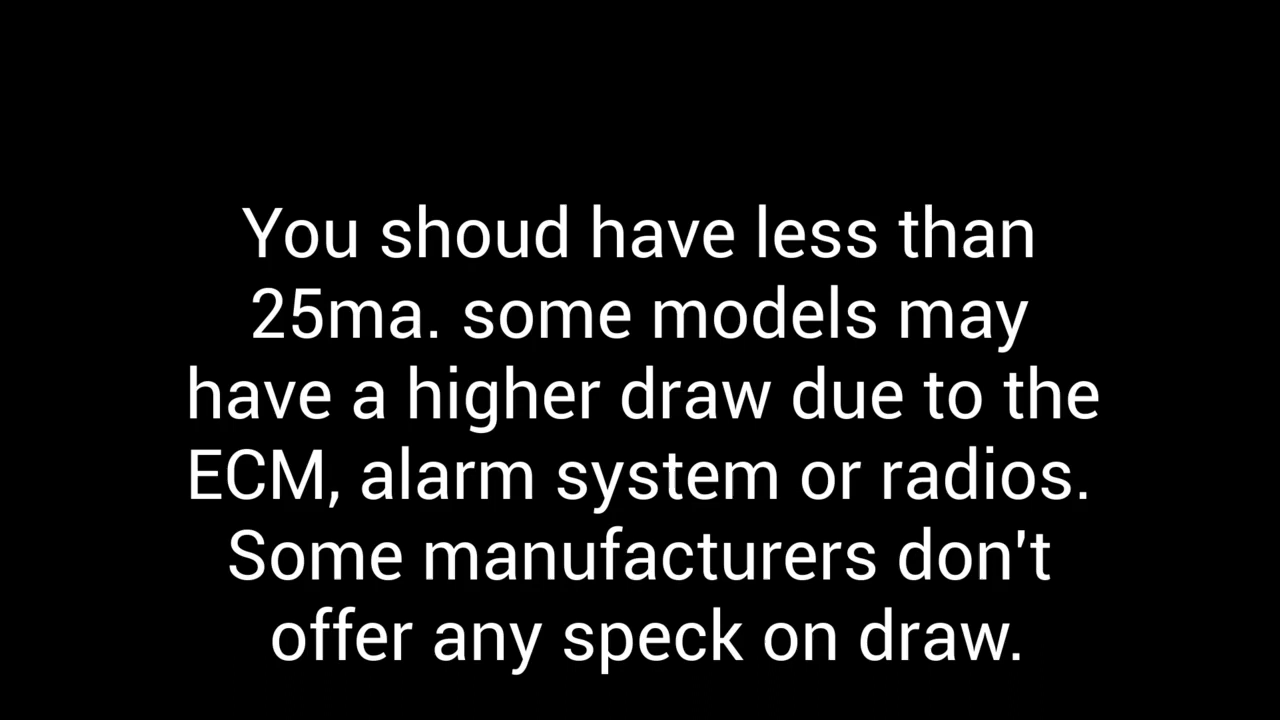 You shoud have less than
25ma. some models may
have a higher draw due to the
ECM, alarm system or radios.
Some manufacturers don't
offer any speck on draw.